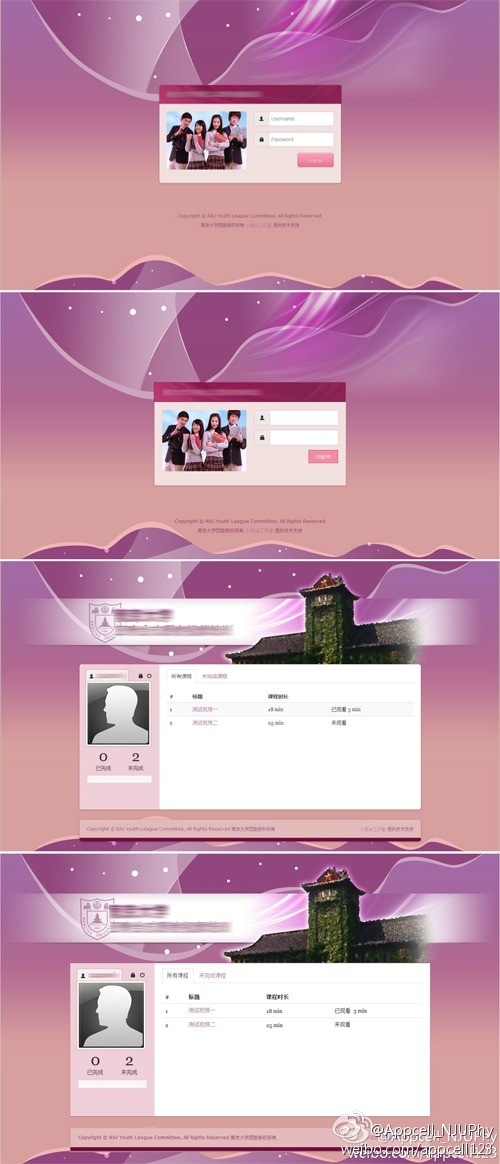 Username
Password
Log in
Copyright © NJU Youth League Committee, All Rights Reserved
南京大学团委版权所有 小箭头工作室 提供技术支持
Log in
Copyright © NJU Youth League Committee, All Rights Reserved
南京大学团委版权所有 提供技术支持
所有课程 未完成课程
# 标题 课程时长
1 测试视频一 18 min 已观看 3 min
2 测试视频二 25 min 未观看
0 2
已完成 未完成
Copyright © NJU Youth League Committee, All Rights Reserved 南京大学团委版权所有 提供技术支持
所有课程 未完成课程
# 标题 课程时长
1 测试视频一 18 min 已观看 3 min
2 测试视频二 25 min 未观看
0 2
已完成 未完成
Copyright © NJU Youth League Committee, All Rights Reserved 南京大学团委版权所有
@Appcell_NJUPhy
weibo.com/appcell123